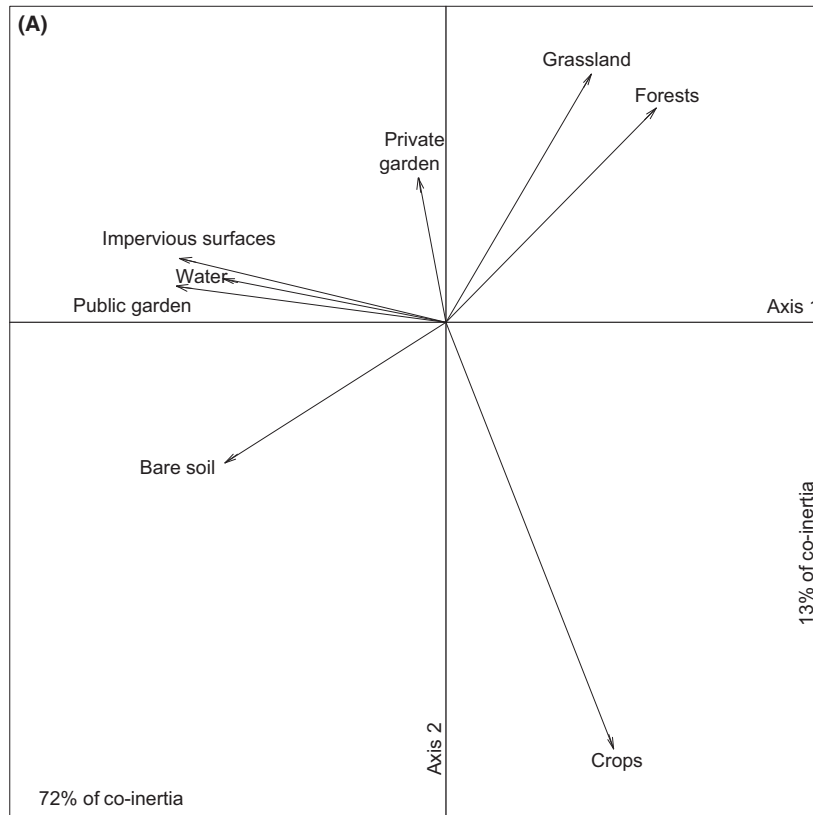 (A)
Grassland
Forests
Private
garden
Impervious surfaces
Water
Public garden
Axis 1
Bare soil
13% of co-inertia
Axis 2
Crops
72% of co-inertia